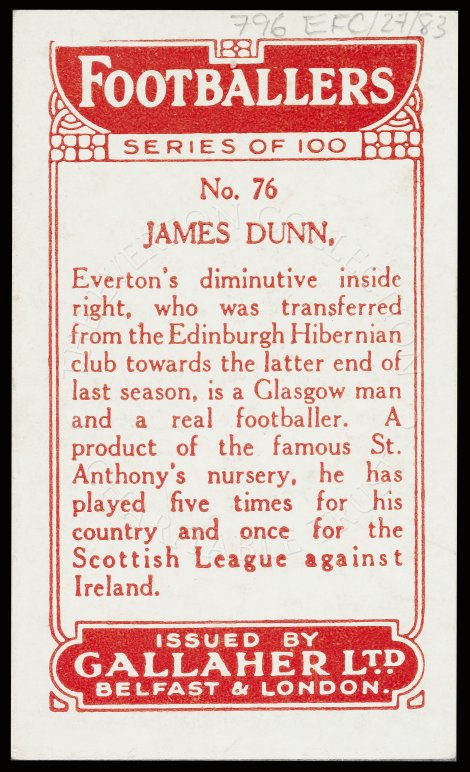 796 EFC/27/83
FOOTBALLERS
SERIES OF 100
No. 76
JAMES DUNN,
Everton's diminutive inside
right, who was transferred
from the Edinburgh Hibernian
club towards the latter end of
last season, is a Glasgow man
and a real footballer. A
product of the famous St.
Anthony's nursery, he has
played five times for his
country and once for the
Scottish League against
Ireland.
ISSUED BY
GALLAHER LTD
BELFAST & LONDON.